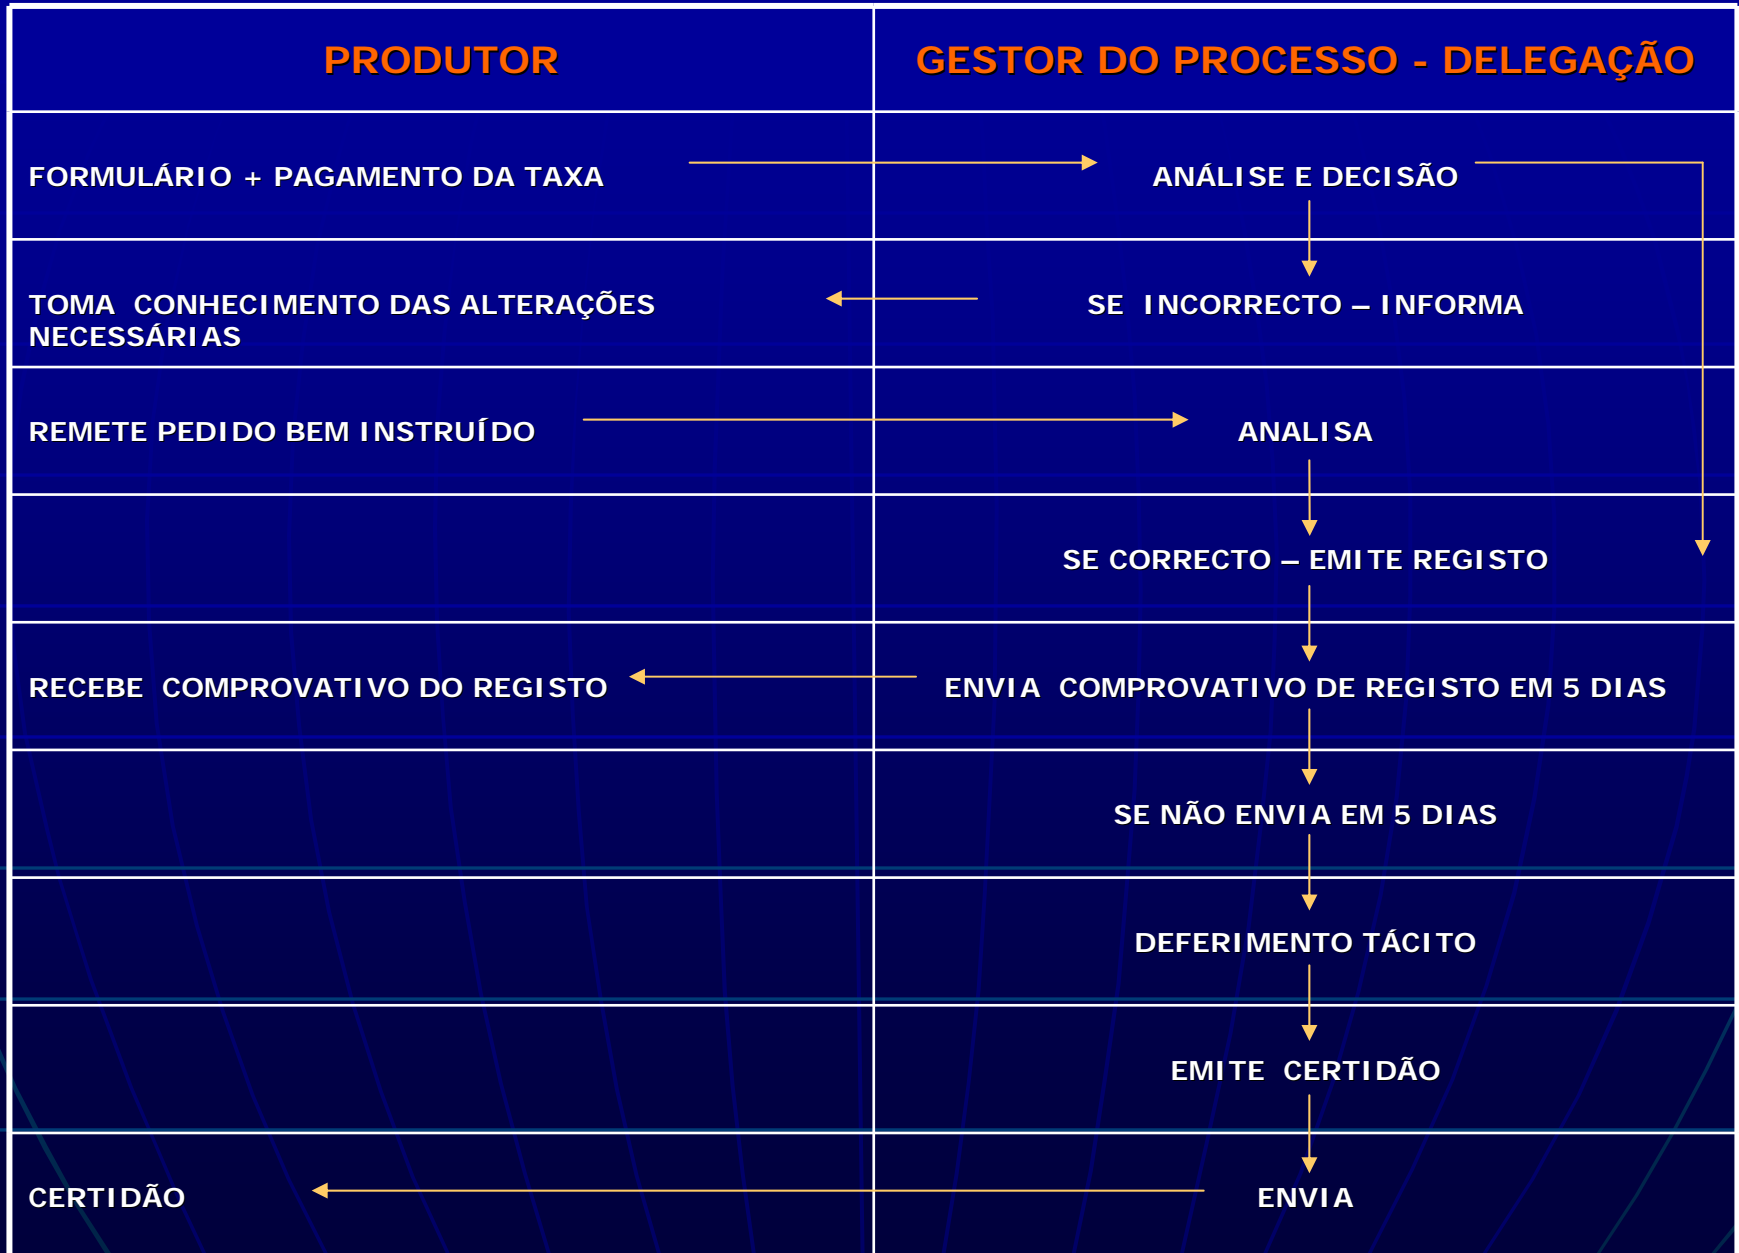 PRODUTOR
GESTOR DO PROCESSO - DELEGAÇÃO
FORMULÁRIO + PAGAMENTO DA TAXA
ANÁLISE E DECISÃO
TOMA CONHECIMENTO DAS ALTERAÇÕES
NECESSÁRIAS
SE INCORRECTO – INFORMA
REMETE PEDIDO BEM INSTRUÍDO
ANALISA
SE CORRECTO – EMITE REGISTO
RECEBE COMPROVATIVO DO REGISTO
ENVIA COMPROVATIVO DE REGISTO EM 5 DIAS
SE NÃO ENVIA EM 5 DIAS
DEFERIMENTO TÁCITO
EMITE CERTIDÃO
CERTIDÃO
ENVIA